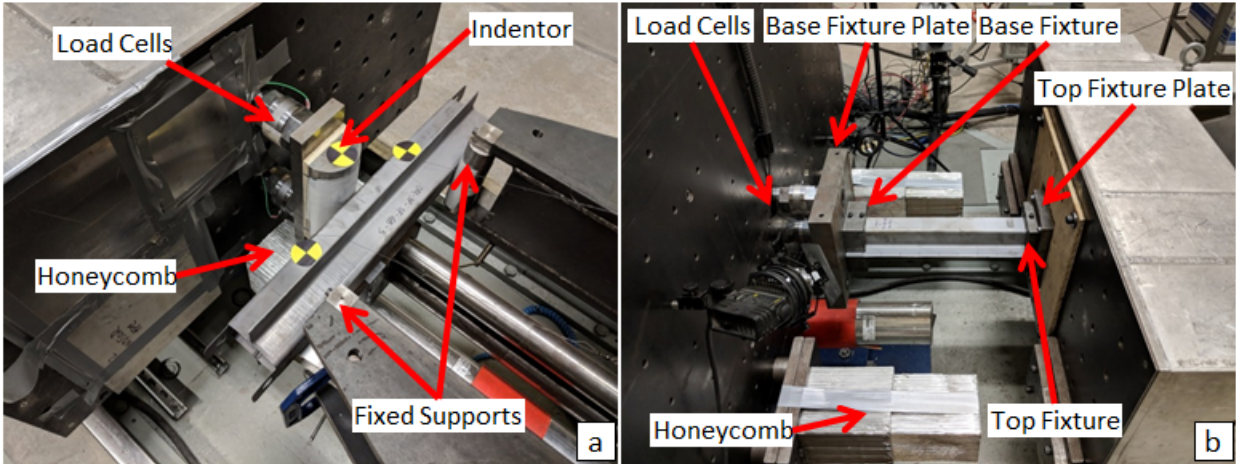 Load Cells
Indentor
Honeycomb
Fixed Supports
a
Load Cells
Base Fixture Plate
Base Fixture
Top Fixture Plate
Honeycomb
Top Fixture
b